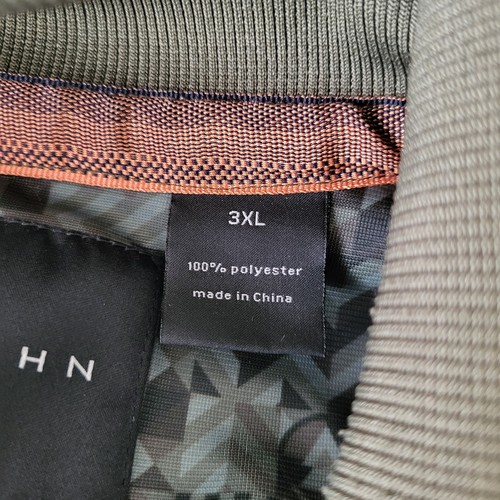 3XL
100% polyester
made in China
H N